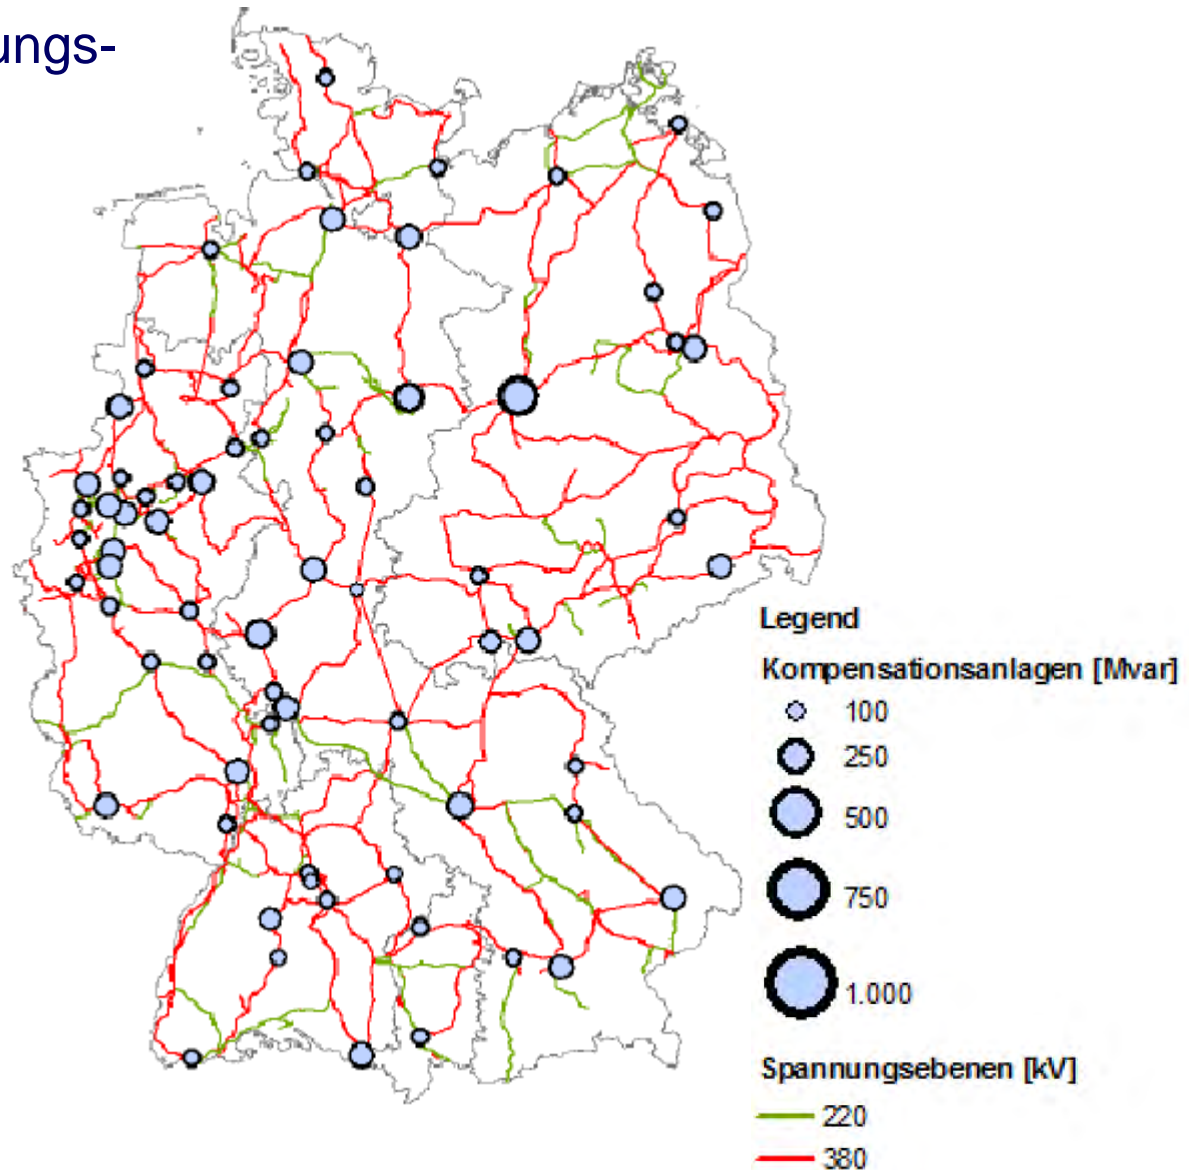 ungs-
Legend
Kompensationsanlagen [Mvar]
100
250
500
750
1.000
Spannungsebenen [kV]
220
380